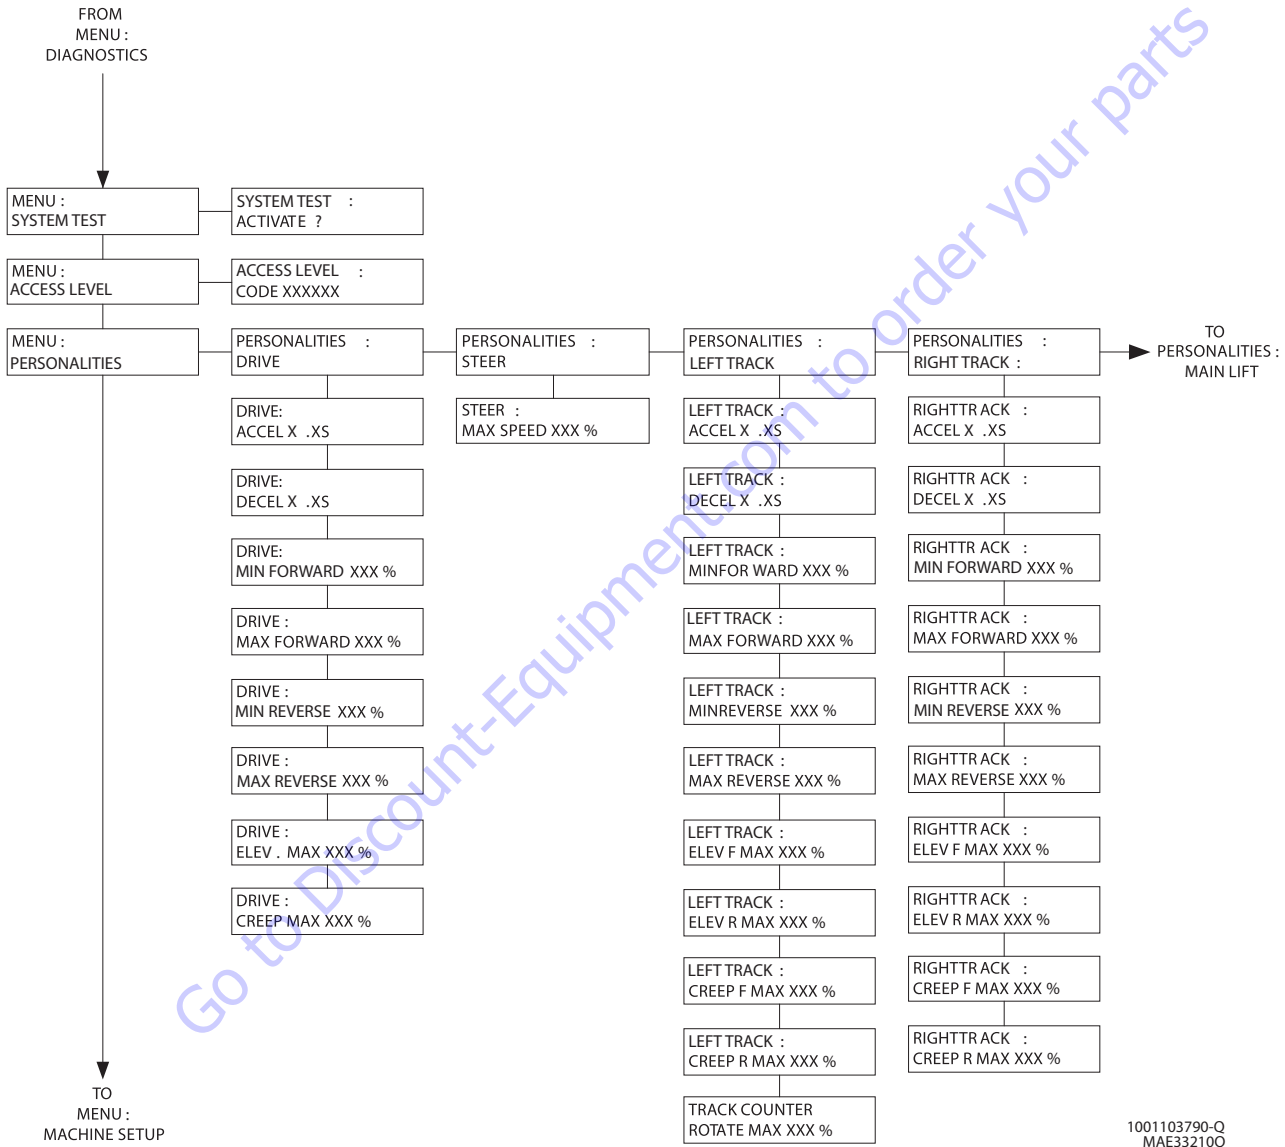 FROM
MENU :
DIAGNOSTICS
MENU :
SYSTEM TEST
SYSTEM TEST :
ACTIVATE ?
MENU :
ACCESS LEVEL
ACCESS LEVEL :
CODE XXXXXX
MENU :
PERSONALITIES
PERSONALITIES :
DRIVE
PERSONALITIES :
STEER
PERSONALITIES :
LEFT TRACK
PERSONALITIES :
RIGHT TRACK :
TO
PERSONALITIES :
MAIN LIFT
DRIVE:
ACCEL X .XS
DRIVE:
DECEL X .XS
DRIVE:
MIN FORWARD XXX %
DRIVE :
MAX FORWARD XXX %
DRIVE :
MIN REVERSE XXX %
DRIVE :
MAX REVERSE XXX %
DRIVE :
ELEV . MAX XXX %
DRIVE :
CREEP MAX XXX %
STEER :
MAX SPEED XXX %
LEFT TRACK :
ACCEL X .XS
LEFT TRACK :
DECEL X .XS
LEFT TRACK :
MINFOR WARD XXX %
LEFT TRACK :
MAX FORWARD XXX %
LEFT TRACK :
MINREVERSE XXX %
LEFT TRACK :
MAX REVERSE XXX %
LEFT TRACK :
ELEV F MAX XXX %
LEFT TRACK :
ELEV R MAX XXX %
LEFT TRACK :
CREEP F MAX XXX %
LEFT TRACK :
CREEP R MAX XXX %
TRACK COUNTER
ROTATE MAX XXX %
RIGHTTR ACK :
ACCEL X .XS
RIGHTTR ACK :
DECEL X .XS
RIGHTTR ACK :
MIN FORWARD XXX %
RIGHTTR ACK :
MAX FORWARD XXX %
RIGHTTR ACK :
MIN REVERSE XXX %
RIGHTTR ACK :
MAX REVERSE XXX %
RIGHTTR ACK :
ELEV F MAX XXX %
RIGHTTR ACK :
ELEV R MAX XXX %
RIGHTTR ACK :
CREEP F MAX XXX %
RIGHTTR ACK :
CREEP R MAX XXX %
TO
MENU :
MACHINE SETUP
1001103790-Q
MAE33210O
Go to Discount-Equipment.com to order your parts